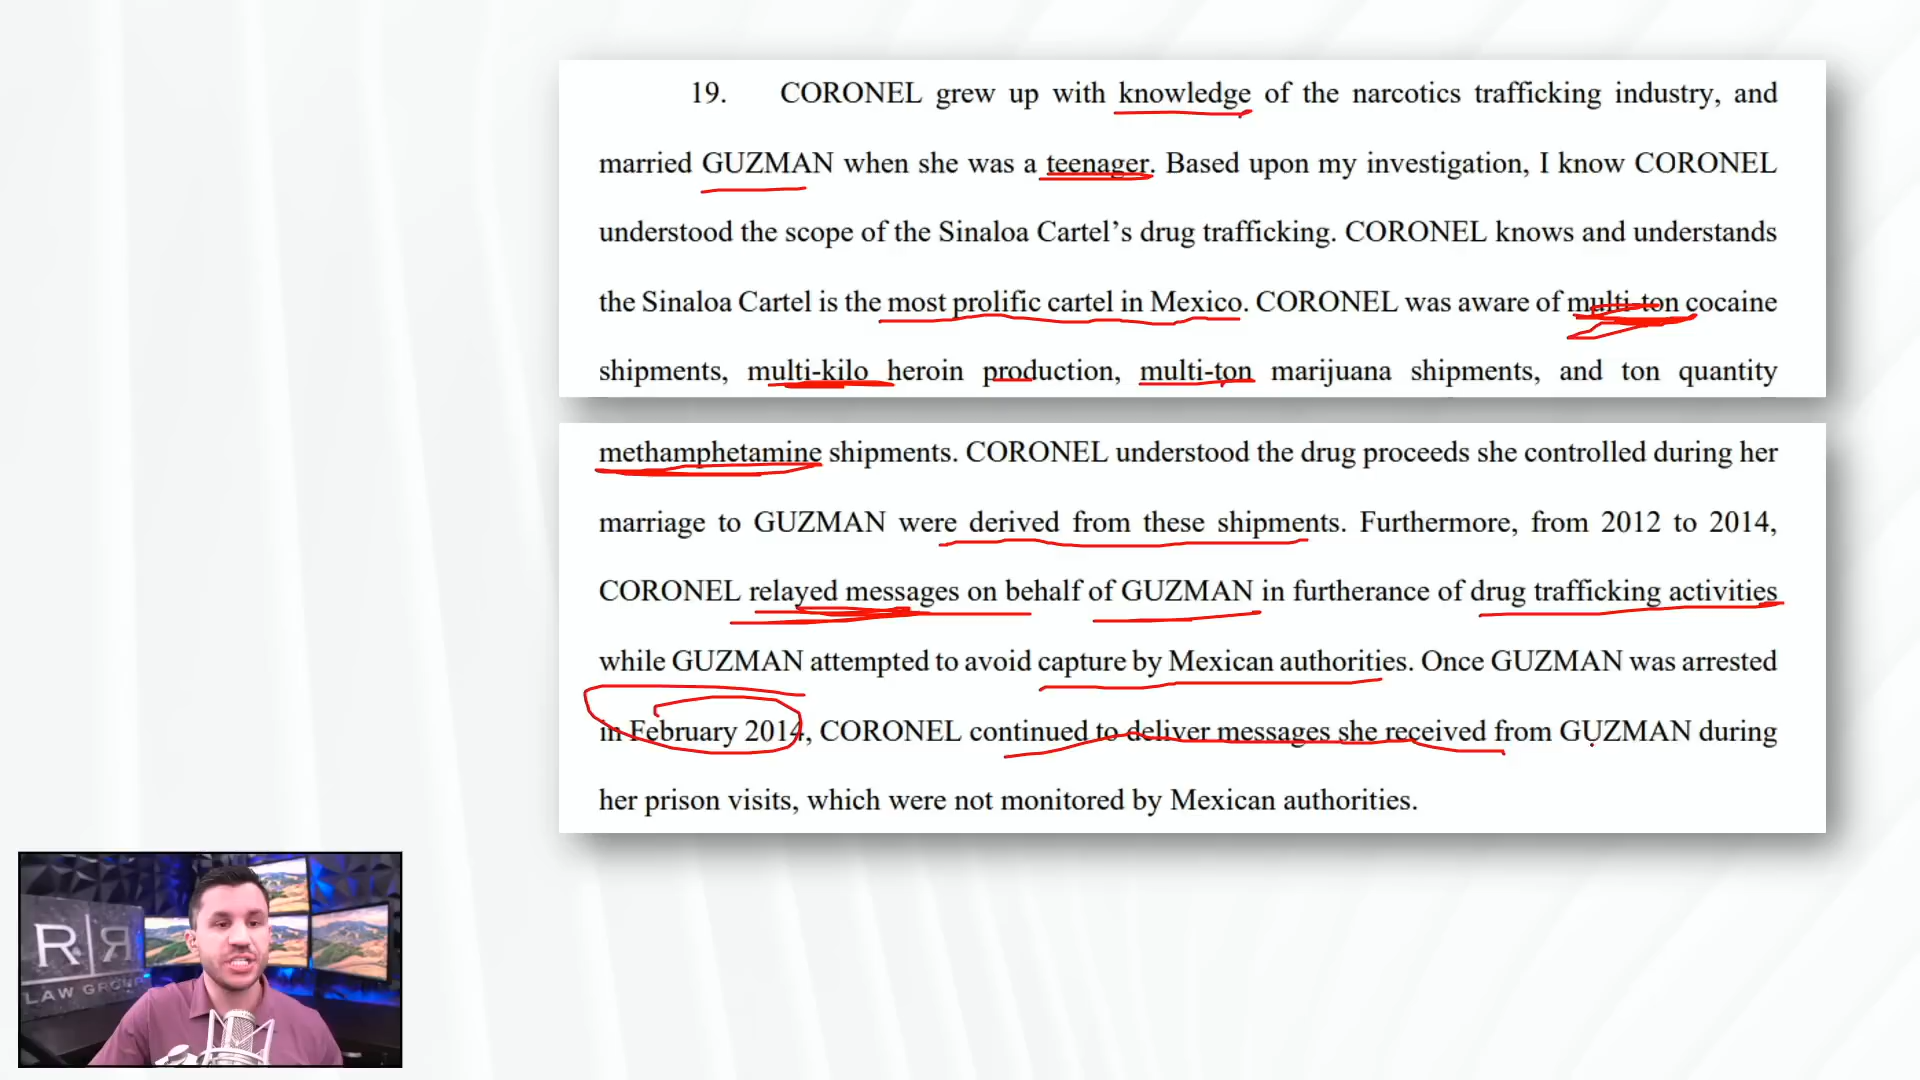 19. CORONEL grew up with knowledge of the narcotics trafficking industry, and
married GUZMAN when she was a teenager. Based upon my investigation, I know CORONEL
understood the scope of the Sinaloa Cartel’s drug trafficking. CORONEL knows and understands
the Sinaloa Cartel is the most prolific cartel in Mexico. CORONEL was aware of multi-ton cocaine
shipments, multi-kilo heroin production, multi-ton marijuana shipments, and ton quantity
methamphetamine shipments. CORONEL understood the drug proceeds she controlled during her
marriage to GUZMAN were derived from these shipments. Furthermore, from 2012 to 2014,
CORONEL relayed messages on behalf of GUZMAN in furtherance of drug trafficking activities
while GUZMAN attempted to avoid capture by Mexican authorities. Once GUZMAN was arrested
in February 2014, CORONEL continued to deliver messages she received from GUZMAN during
her prison visits, which were not monitored by Mexican authorities.
R|R
LAW GROUP